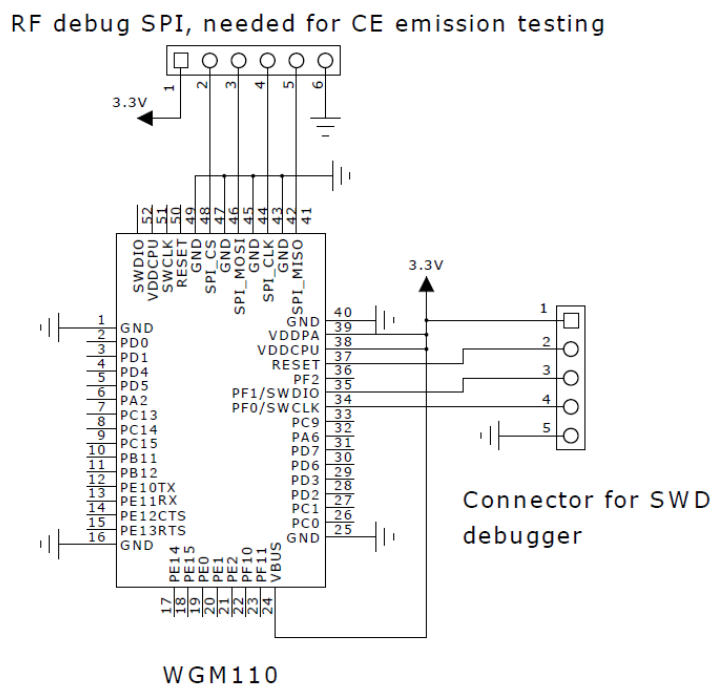 RF debug SPI, needed for CE emission testing
1 2 3 4 5 6
3.3V
52 51 50 49 48 47 46 45 44 43 42 41
SWDIO VDDCPU SWCLK RESET GND SPI_CS GND SPI_MOSI GND SPI_CLK GND SPI_MISO
3.3V
1 GND
2 PD0
3 PD1
4 PD4
5 PD5
6 PA2
7 PC13
8 PC14
9 PC15
10 PB11
11 PB12
12 PE10TX
13 PE11RX
14 PE12CTS
15 PE13RTS
16 GND
GND 40
VDDPA 39
VDDCPU 38
RESET 37
PF2 36
PF1/SWDIO 35
PF0/SWCLK 34
PC9 33
PA6 32
PD7 31
PD6 30
PD3 29
PD2 28
PC1 27
PC0 26
GND 25
1
2
3
4
5
Connector for SWD
debugger
PE14 PE15 PE0 PE1 PE2 PF10 PF11 VBUS
17 18 19 20 21 22 23 24
WGM110